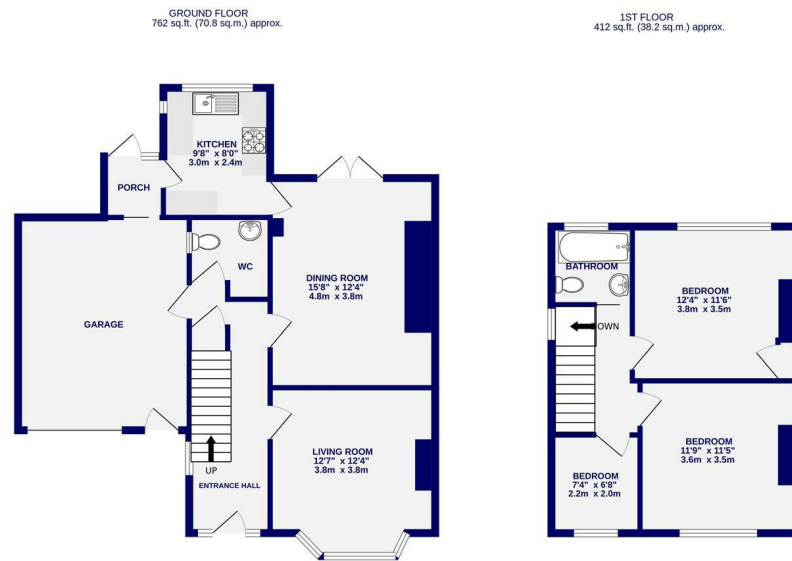 GROUND FLOOR
762 sq.ft. (70.8 sq.m.) approx.
1ST FLOOR
412 sq.ft. (38.2 sq.m.) approx.
KITCHEN
9'8" x 8'0"
3.0m x 2.4m
PORCH
WC
DINING ROOM
15'8" x 12'4"
4.8m x 3.8m
GARAGE
LIVING ROOM
12'7" x 12'4"
3.8m x 3.8m
UP
ENTRANCE HALL
BATHROOM
BEDROOM
12'4" x 11'6"
3.8m x 3.5m
OWN
BEDROOM
11'9" x 11'5"
3.6m x 3.5m
BEDROOM
7'4" x 6'8"
2.2m x 2.0m